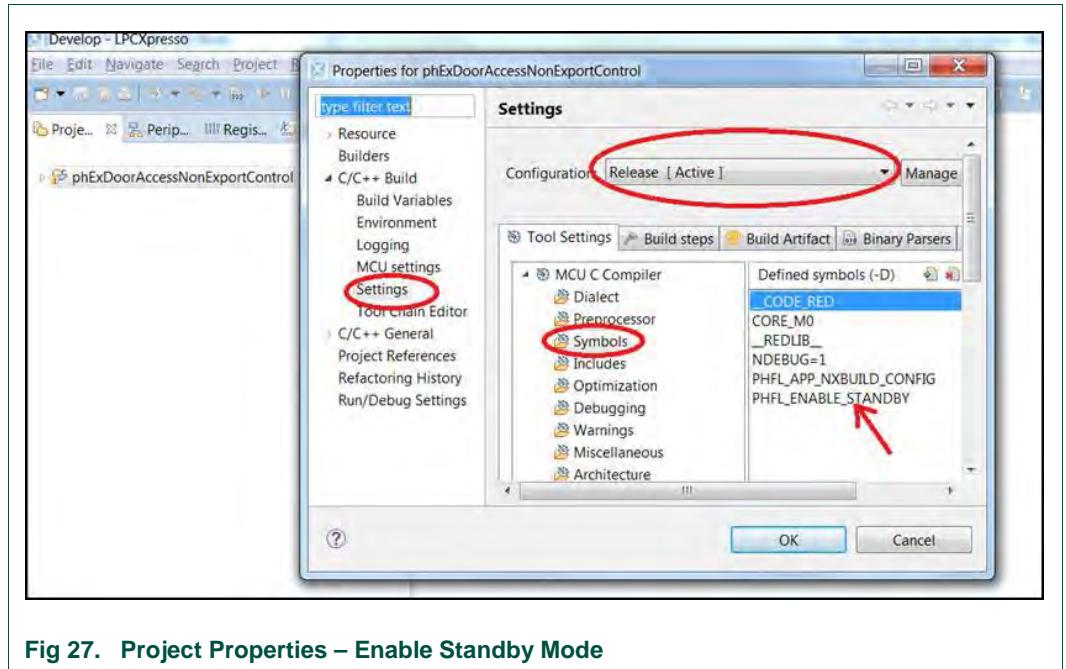 Develop - LPCXpresso
File Edit Navigate Search Project
Proje... Perip... Regis...
phExDoorAccessNonExportControl
Properties for phExDoorAccessNonExportControl
type filter text
Resource
Builders
C/C++ Build
Build Variables
Environment
Logging
MCU settings
Settings
Tool Chain Editor
C/C++ General
Project References
Refactoring History
Run/Debug Settings
Settings
Configuration: Release [ Active ] Manage
Tool Settings Build steps Build Artifact Binary Parsers
MCU C Compiler
Dialect
Preprocessor
Symbols
Includes
Optimization
Debugging
Warnings
Miscellaneous
Architecture
Defined symbols (-D)
__CODE_RED
CORE_M0
__REDLIB__
NDEBUG=1
PHFL_APP_NXBUILD_CONFIG
PHFL_ENABLE_STANDBY
OK Cancel
Fig 27. Project Properties – Enable Standby Mode